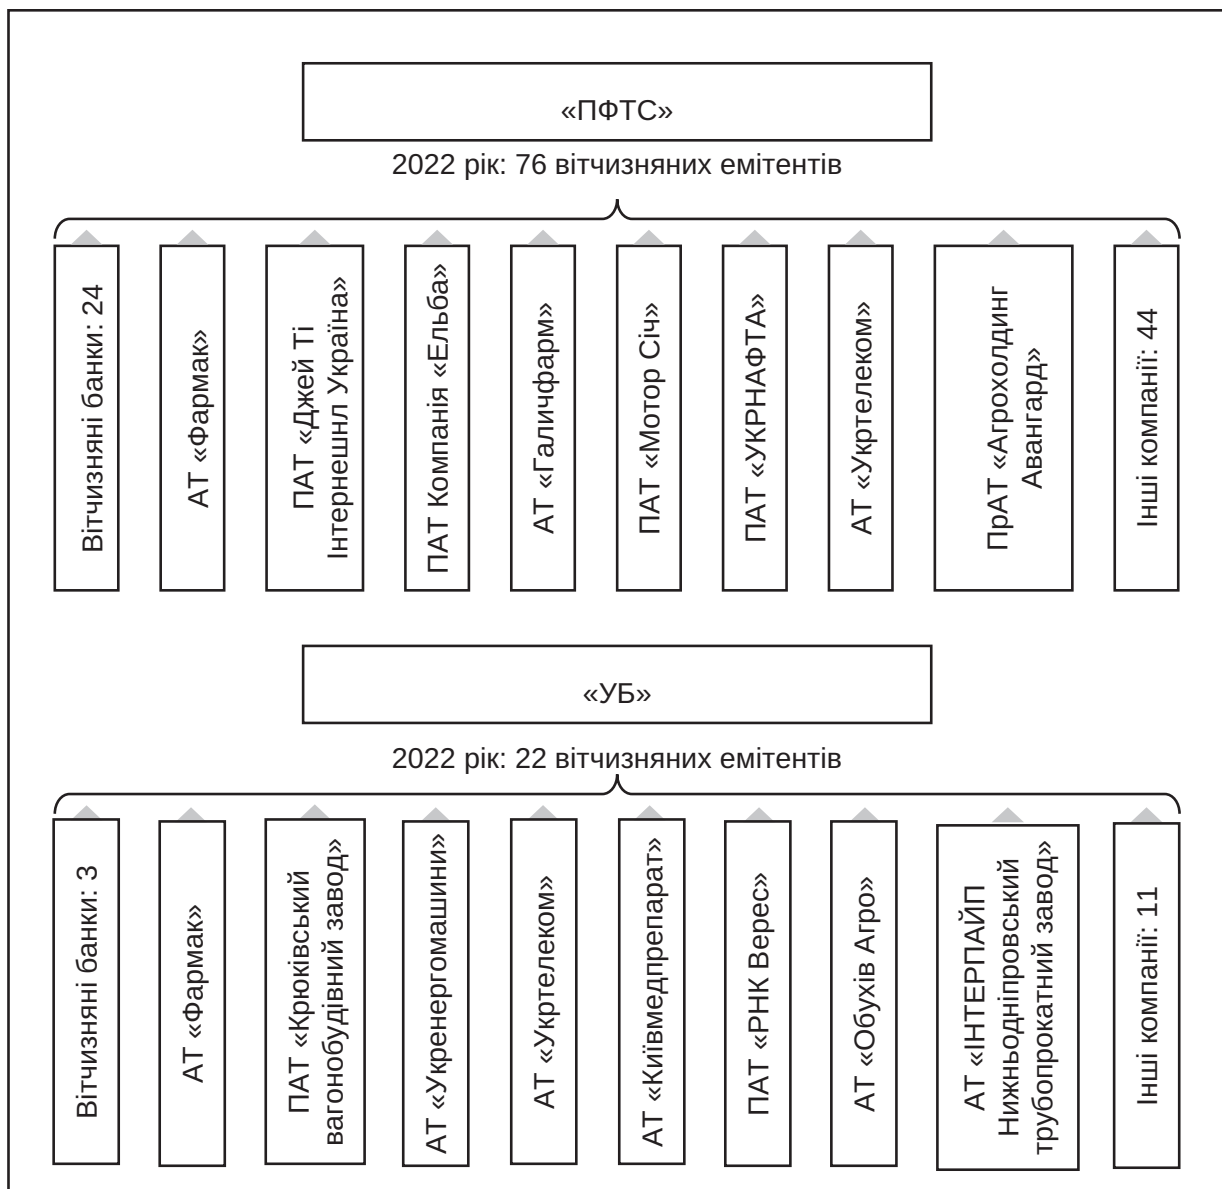 «ПФТС»
2022 рік: 76 вітчизняних емітентів
Вітчизняні банки: 24
АТ «Фармак»
ПАТ «Джей Ті
Інтернешнл Україна»
ПАТ Компанія «Ельба»
АТ «Галичфарм»
ПАТ «Мотор Січ»
ПАТ «УКРНАФТА»
АТ «Укртелеком»
ПрАТ «Агрохолдинг
Авангард»
Інші компанії: 44
«УБ»
2022 рік: 22 вітчизняних емітентів
Вітчизняні банки: 3
АТ «Фармак»
ПАТ «Крюківський
вагонобудівний завод»
АТ «Укренергомашини»
АТ «Укртелеком»
АТ «Київмедпрепарат»
ПАТ «РНК Верес»
АТ «Обухів Агро»
АТ «ІНТЕРПАЙП
Нижньодніпровський
трубопрокатний завод»
Інші компанії: 11